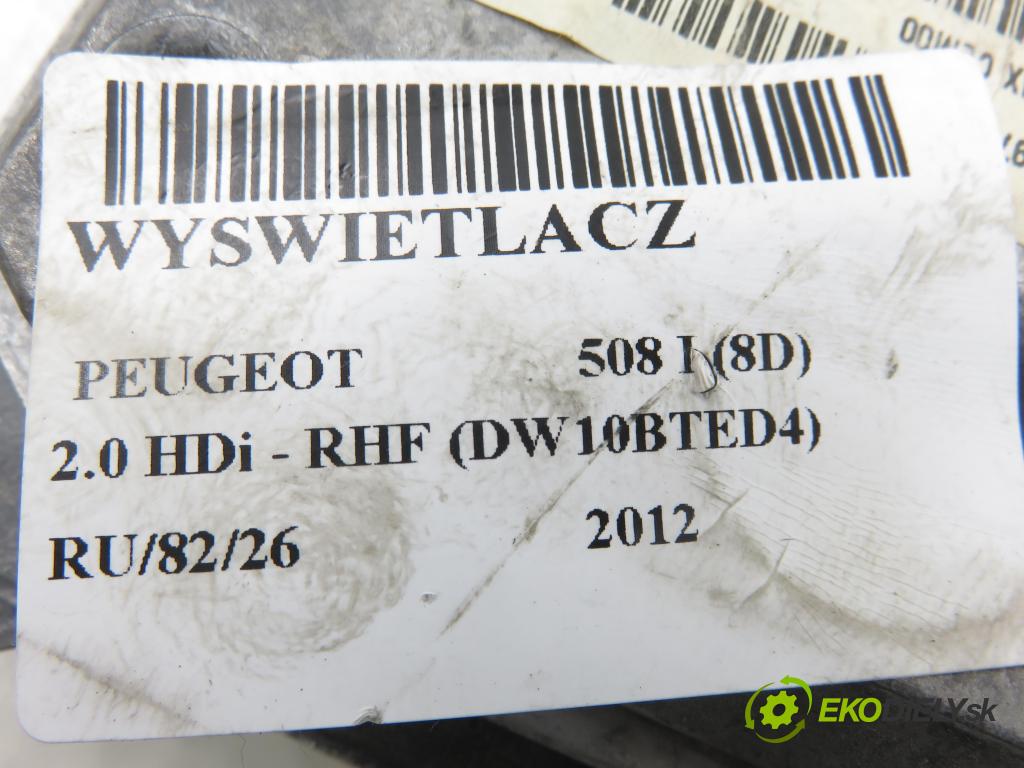 WYSWIETLACZ
PEUGEOT 508 I (8D)
2.0 HDi - RHF (DW10BTED4)
RU/82/26 2012
EKODIELY.sk